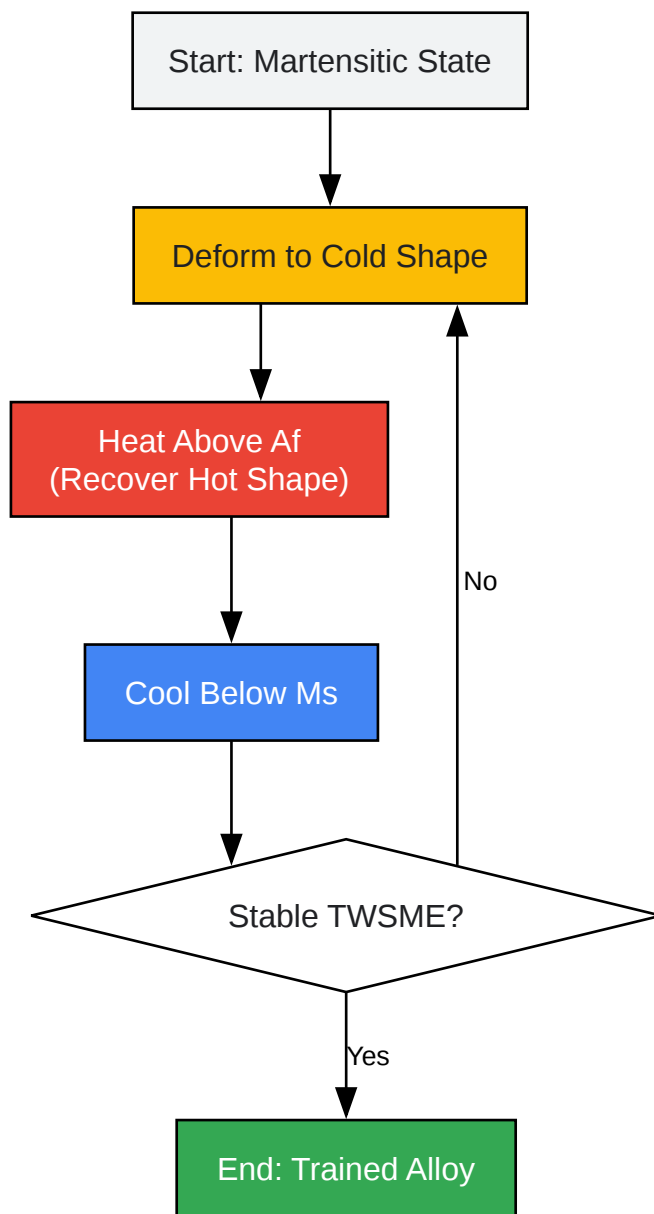 Start: Martensitic State
Deform to Cold Shape
Heat Above Af
(Recover Hot Shape)
No
Cool Below Ms
Stable TWSME?
Yes
End: Trained Alloy